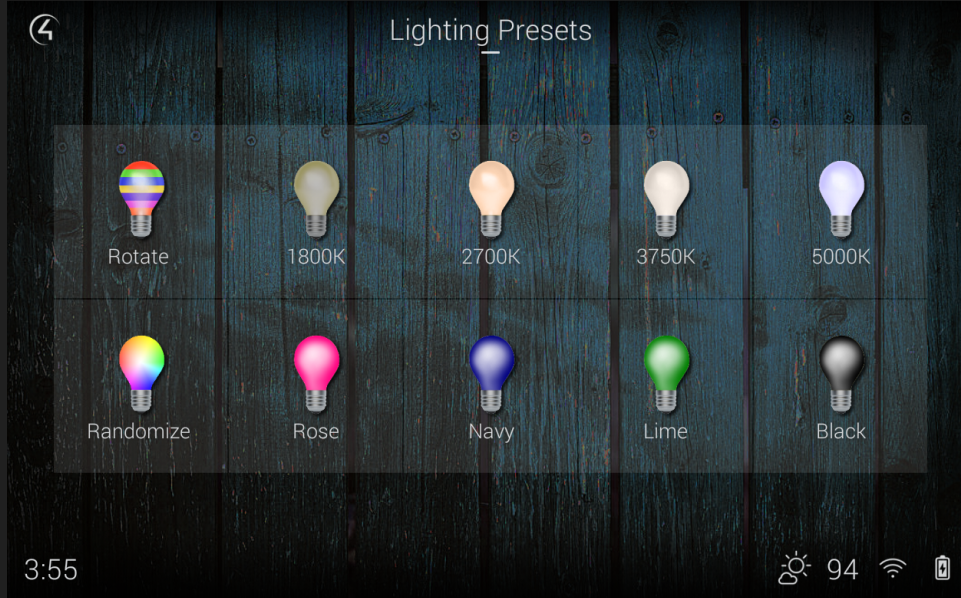 Lighting Presets
Rotate
1800K
2700K
3750K
5000K
Randomize
Rose
Navy
Lime
Black
3:55
94